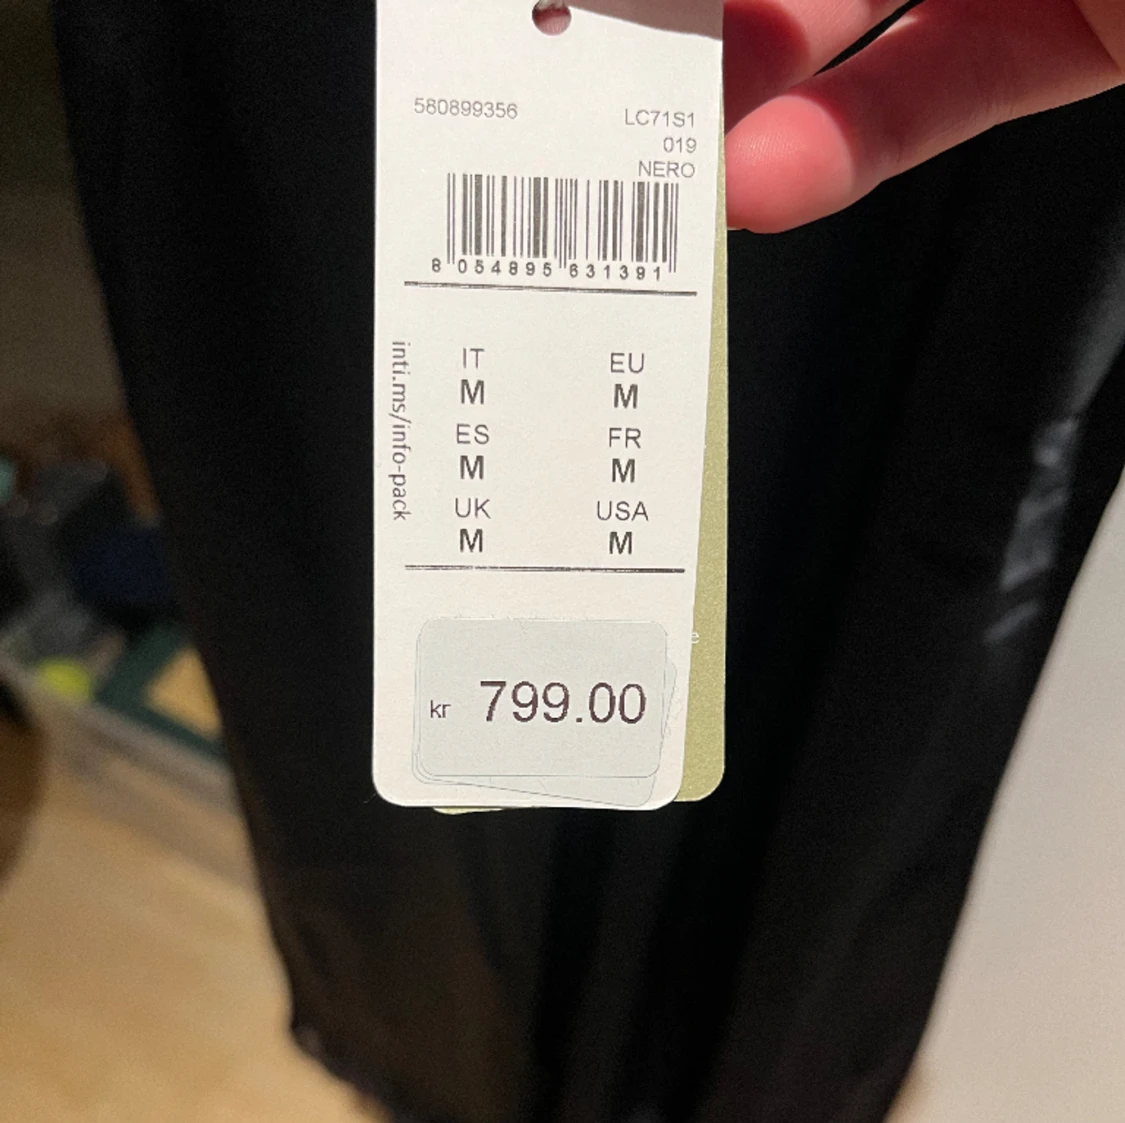 580899356
LC71S1
019
NERO
8 054895 631391
inti.ms/info-pack
IT EU
M M
ES FR
M M
UK USA
M M
e
kr 799.00